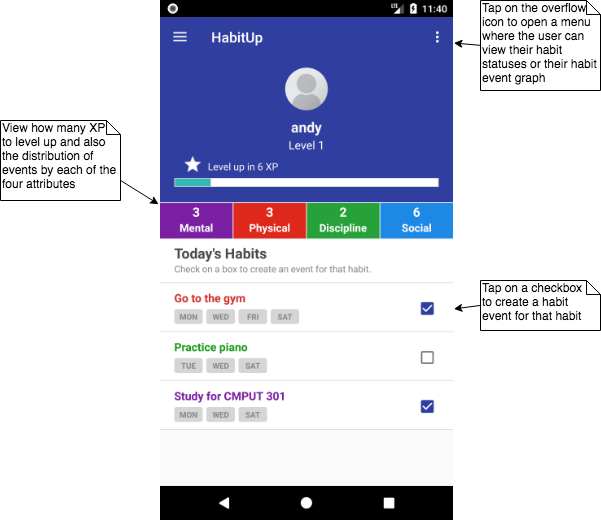 LTE 11:40
HabitUp
Tap on the overflow
icon to open a menu
where the user can
view their habit
statuses or their habit
event graph
andy
Level 1
Level up in 6 XP
View how many XP
to level up and also
the distribution of
events by each of the
four attributes
3 3 2 6
Mental Physical Discipline Social
Today's Habits
Check on a box to create an event for that habit.
Go to the gym
MON WED FRI SAT
Tap on a checkbox
to create a habit
event for that habit
Practice piano
TUE WED SAT
Study for CMPUT 301
MON WED SAT